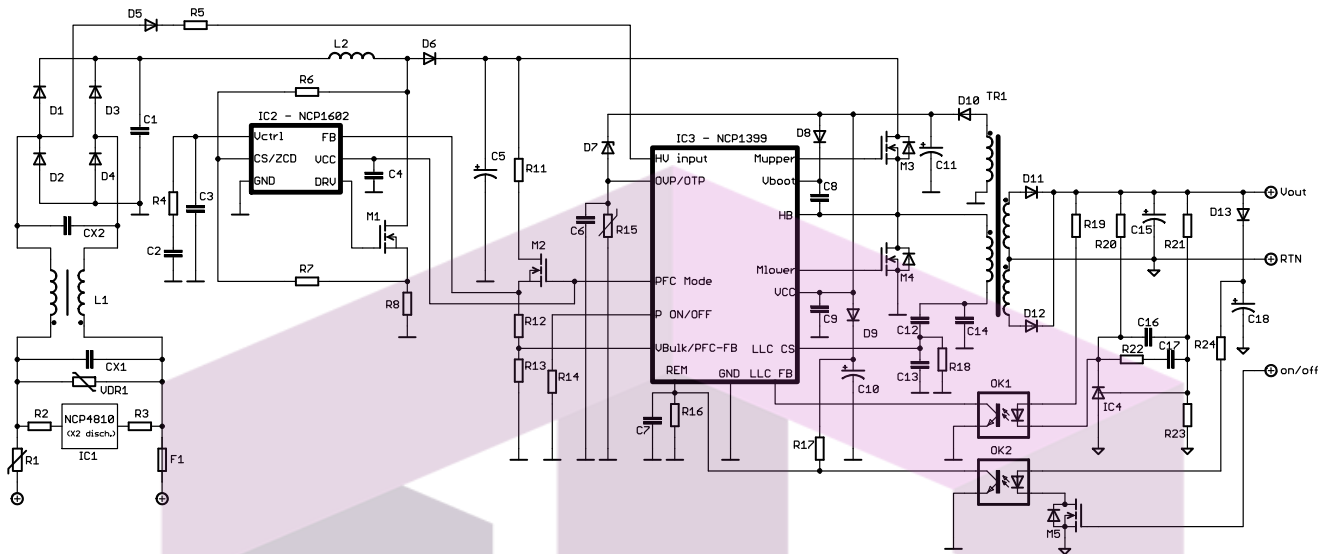 D5
R5
L2
D6
R6
D1
D3
C1
IC2 - NCP1602
Vctrl
FB
CS/ZCD
VCC
GND
DRV
D2
D4
R4
C3
C4
C2
M1
CX2
R7
R8
L1
CX1
VDR1
R2
NCP4810
(X2 disch.)
R3
IC1
R1
F1
C5
R11
M2
R12
R13
R14
D7
C6
R15
IC3 - NCP1399
HV input
Mupper
OVP/OTP
Vboot
HB
Mlower
PFC Mode
VCC
P ON/OFF
VBulk/PFC-FB
LLC CS
REM
GND
LLC FB
C7
R16
D8
C8
M3
C11
D10
TR1
M4
C9
D9
C10
C12
C14
C13
R18
R17
D11
D12
R19
R20
C15
R21
D13
Vout
RTN
C16
R22
C17
R24
C18
on/off
IC4
R23
OK1
OK2
M5